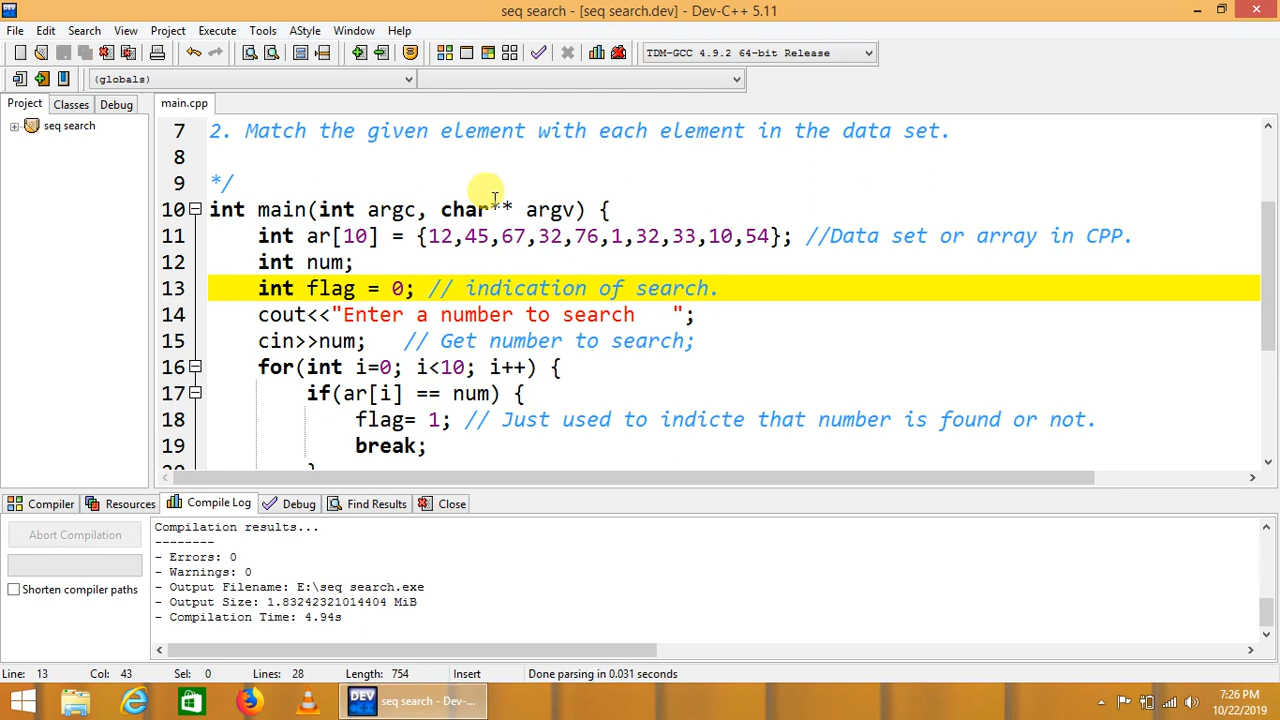 seq search - [seq search.dev] - Dev-C++ 5.11
File Edit Search View Project Execute Tools AStyle Window Help
TDM-GCC 4.9.2 64-bit Release
(globals)
Project Classes Debug
main.cpp
seq search
7 2. Match the given element with each element in the data set.
8
9 */
10 int main(int argc, char** argv) {
11 int ar[10] = {12,45,67,32,76,1,32,33,10,54}; //Data set or array in CPP.
12 int num;
13 int flag = 0; // indication of search.
14 cout<<"Enter a number to search   ";
15 cin>>num;   // Get number to search;
16 for(int i=0; i<10; i++) {
17 if(ar[i] == num) {
18 flag= 1; // Just used to indicte that number is found or not.
19 break;
Compiler Resources Compile Log Debug Find Results Close
Abort Compilation
Shorten compiler paths
Compilation results...
--------
- Errors: 0
- Warnings: 0
- Output Filename: E:\seq search.exe
- Output Size: 1.83242321014404 MiB
- Compilation Time: 4.94s
Line: 13 Col: 43 Sel: 0 Lines: 28 Length: 754 Insert Done parsing in 0.031 seconds
DEV seq search - Dev-...
7:26 PM
10/22/2019